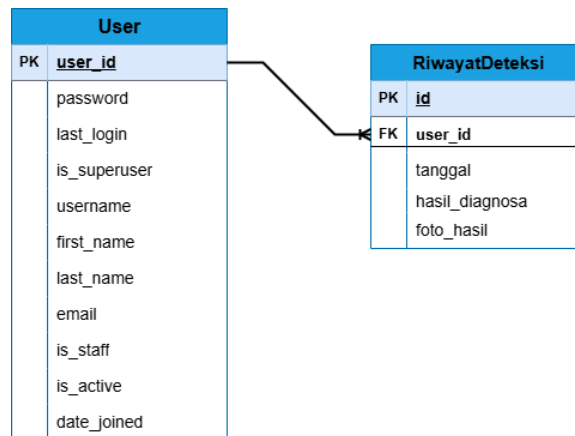 User
PK user_id
password
last_login
is_superuser
username
first_name
last_name
email
is_staff
is_active
date_joined
RiwayatDeteksi
PK id
FK user_id
tanggal
hasil_diagnosa
foto_hasil